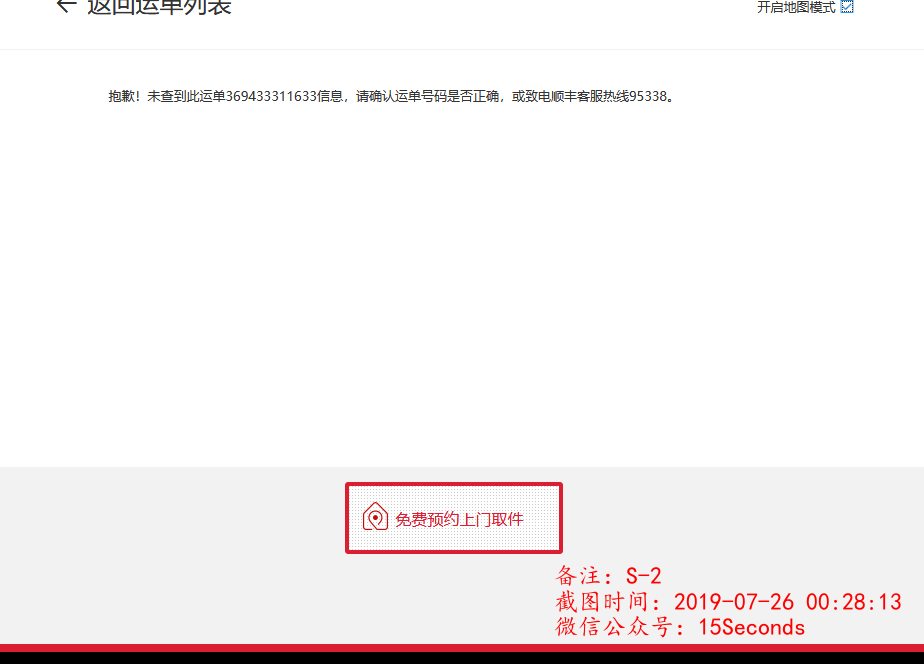 返回运单列表
开启地图模式
抱歉！未查到此运单369433311633信息，请确认运单号码是否正确，或致电顺丰客服热线95338。
免费预约上门取件
备注：S-2
截图时间：2019-07-26 00:28:13
微信公众号：15Seconds